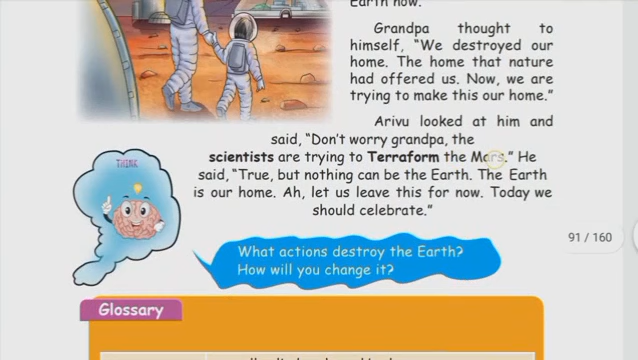 Earth now."
Grandpa thought to
himself, "We destroyed our
home. The home that nature
had offered us. Now, we are
trying to make this our home."
Arivu looked at him and
said, "Don't worry grandpa, the
scientists are trying to Terraform the Mars." He
said, "True, but nothing can be the Earth. The Earth
is our home. Ah, let us leave this for now. Today we
should celebrate."
THINK
What actions destroy the Earth?
How will you change it?
91 / 160
Glossary